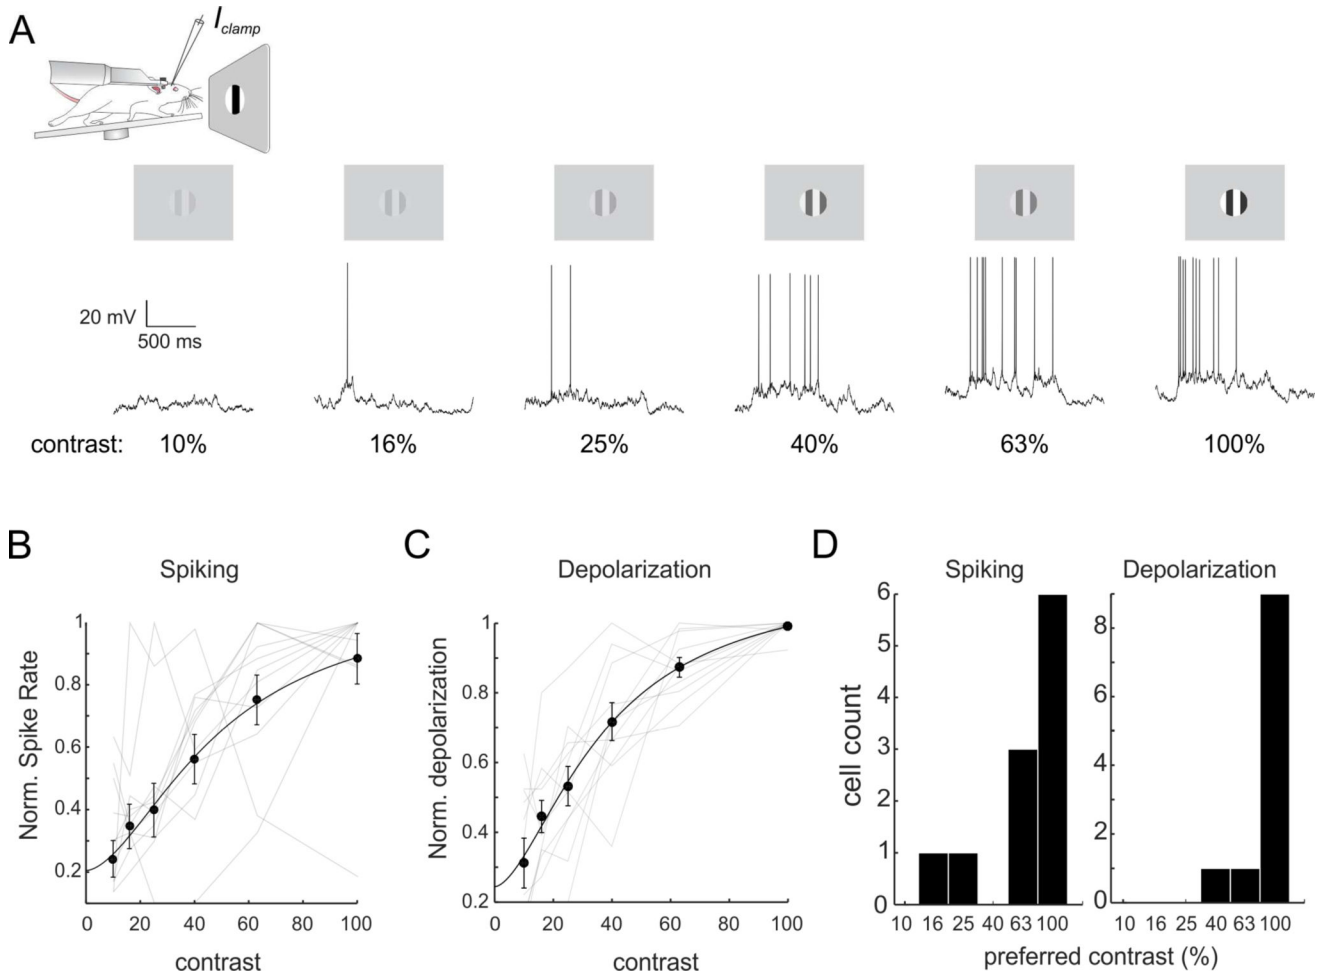 A
Iclamp
20 mV
500 ms
contrast: 10% 16% 25% 40% 63% 100%
B
Spiking
Norm. Spike Rate
1
0.8
0.6
0.4
0.2
0 20 40 60 80 100
contrast
C
Depolarization
Norm. depolarization
1
0.8
0.6
0.4
0.2
0 20 40 60 80 100
contrast
D
Spiking
cell count
6
5
4
3
2
1
0
10 16 25 40 63 100
Depolarization
8
6
4
2
0
10 16 25 40 63 100
preferred contrast (%)